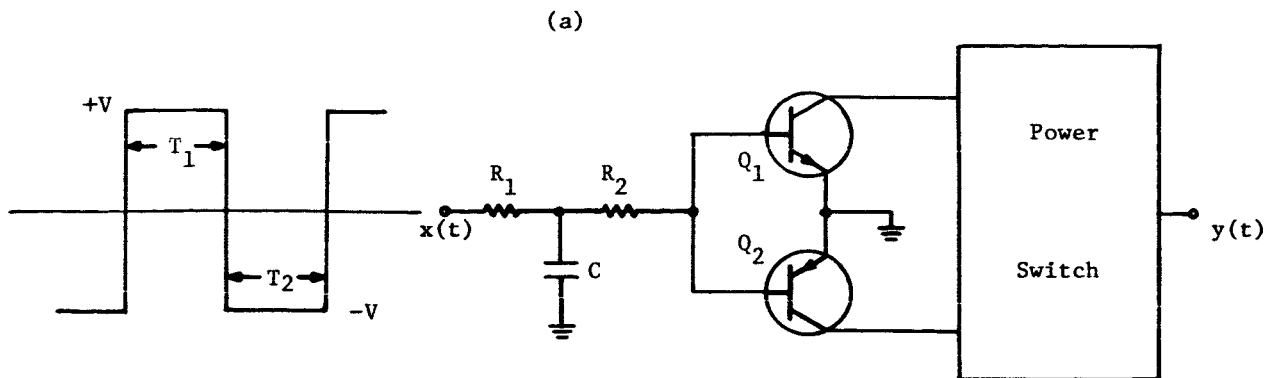 (a)
+V
T1
T2
-V
x(t)
R1
R2
C
Q1
Q2
Power
Switch
y(t)